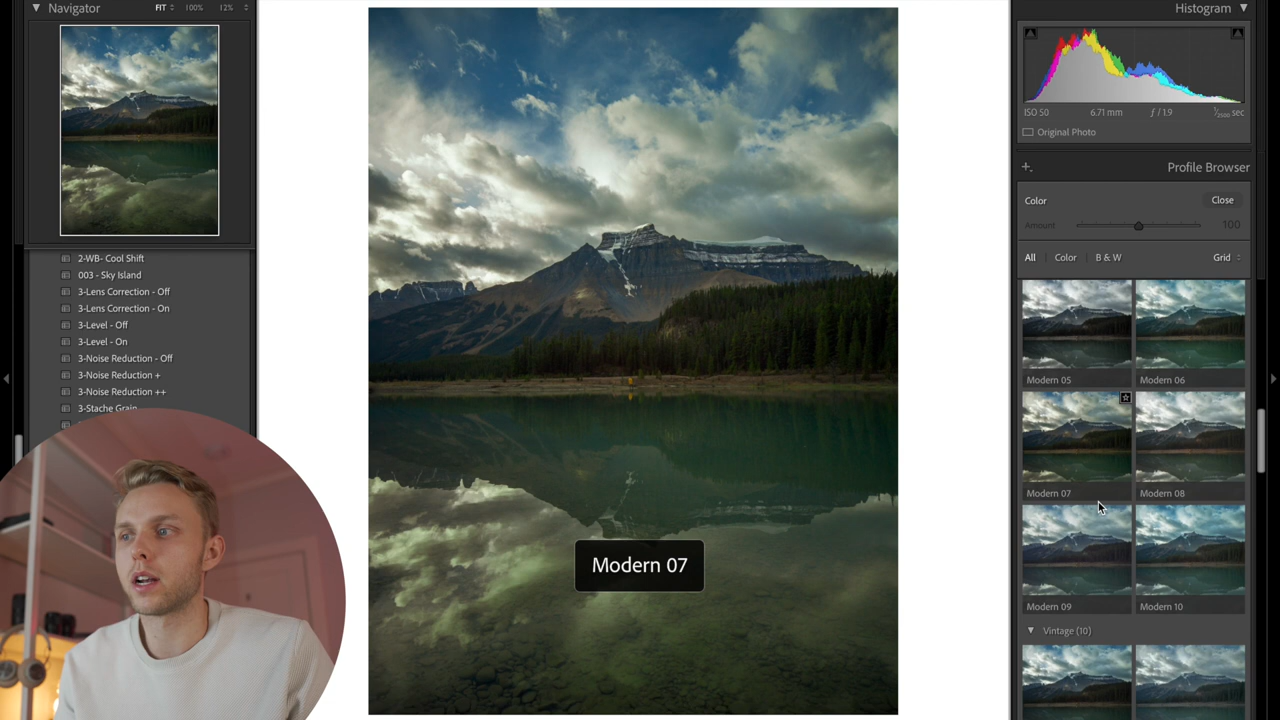 Navigator
FIT
100%
12%
2-WB- Cool Shift
003 - Sky Island
3-Lens Correction - Off
3-Lens Correction - On
3-Level - Off
3-Level - On
3-Noise Reduction - Off
3-Noise Reduction +
3-Noise Reduction ++
3-Stache Grain
Modern 07
Histogram
ISO 50
6.71 mm
ƒ / 1.9
1/2500 sec
Original Photo
Profile Browser
Color
Close
Amount
100
All
Color
B & W
Grid
Modern 05
Modern 06
Modern 07
Modern 08
Modern 09
Modern 10
Vintage (10)